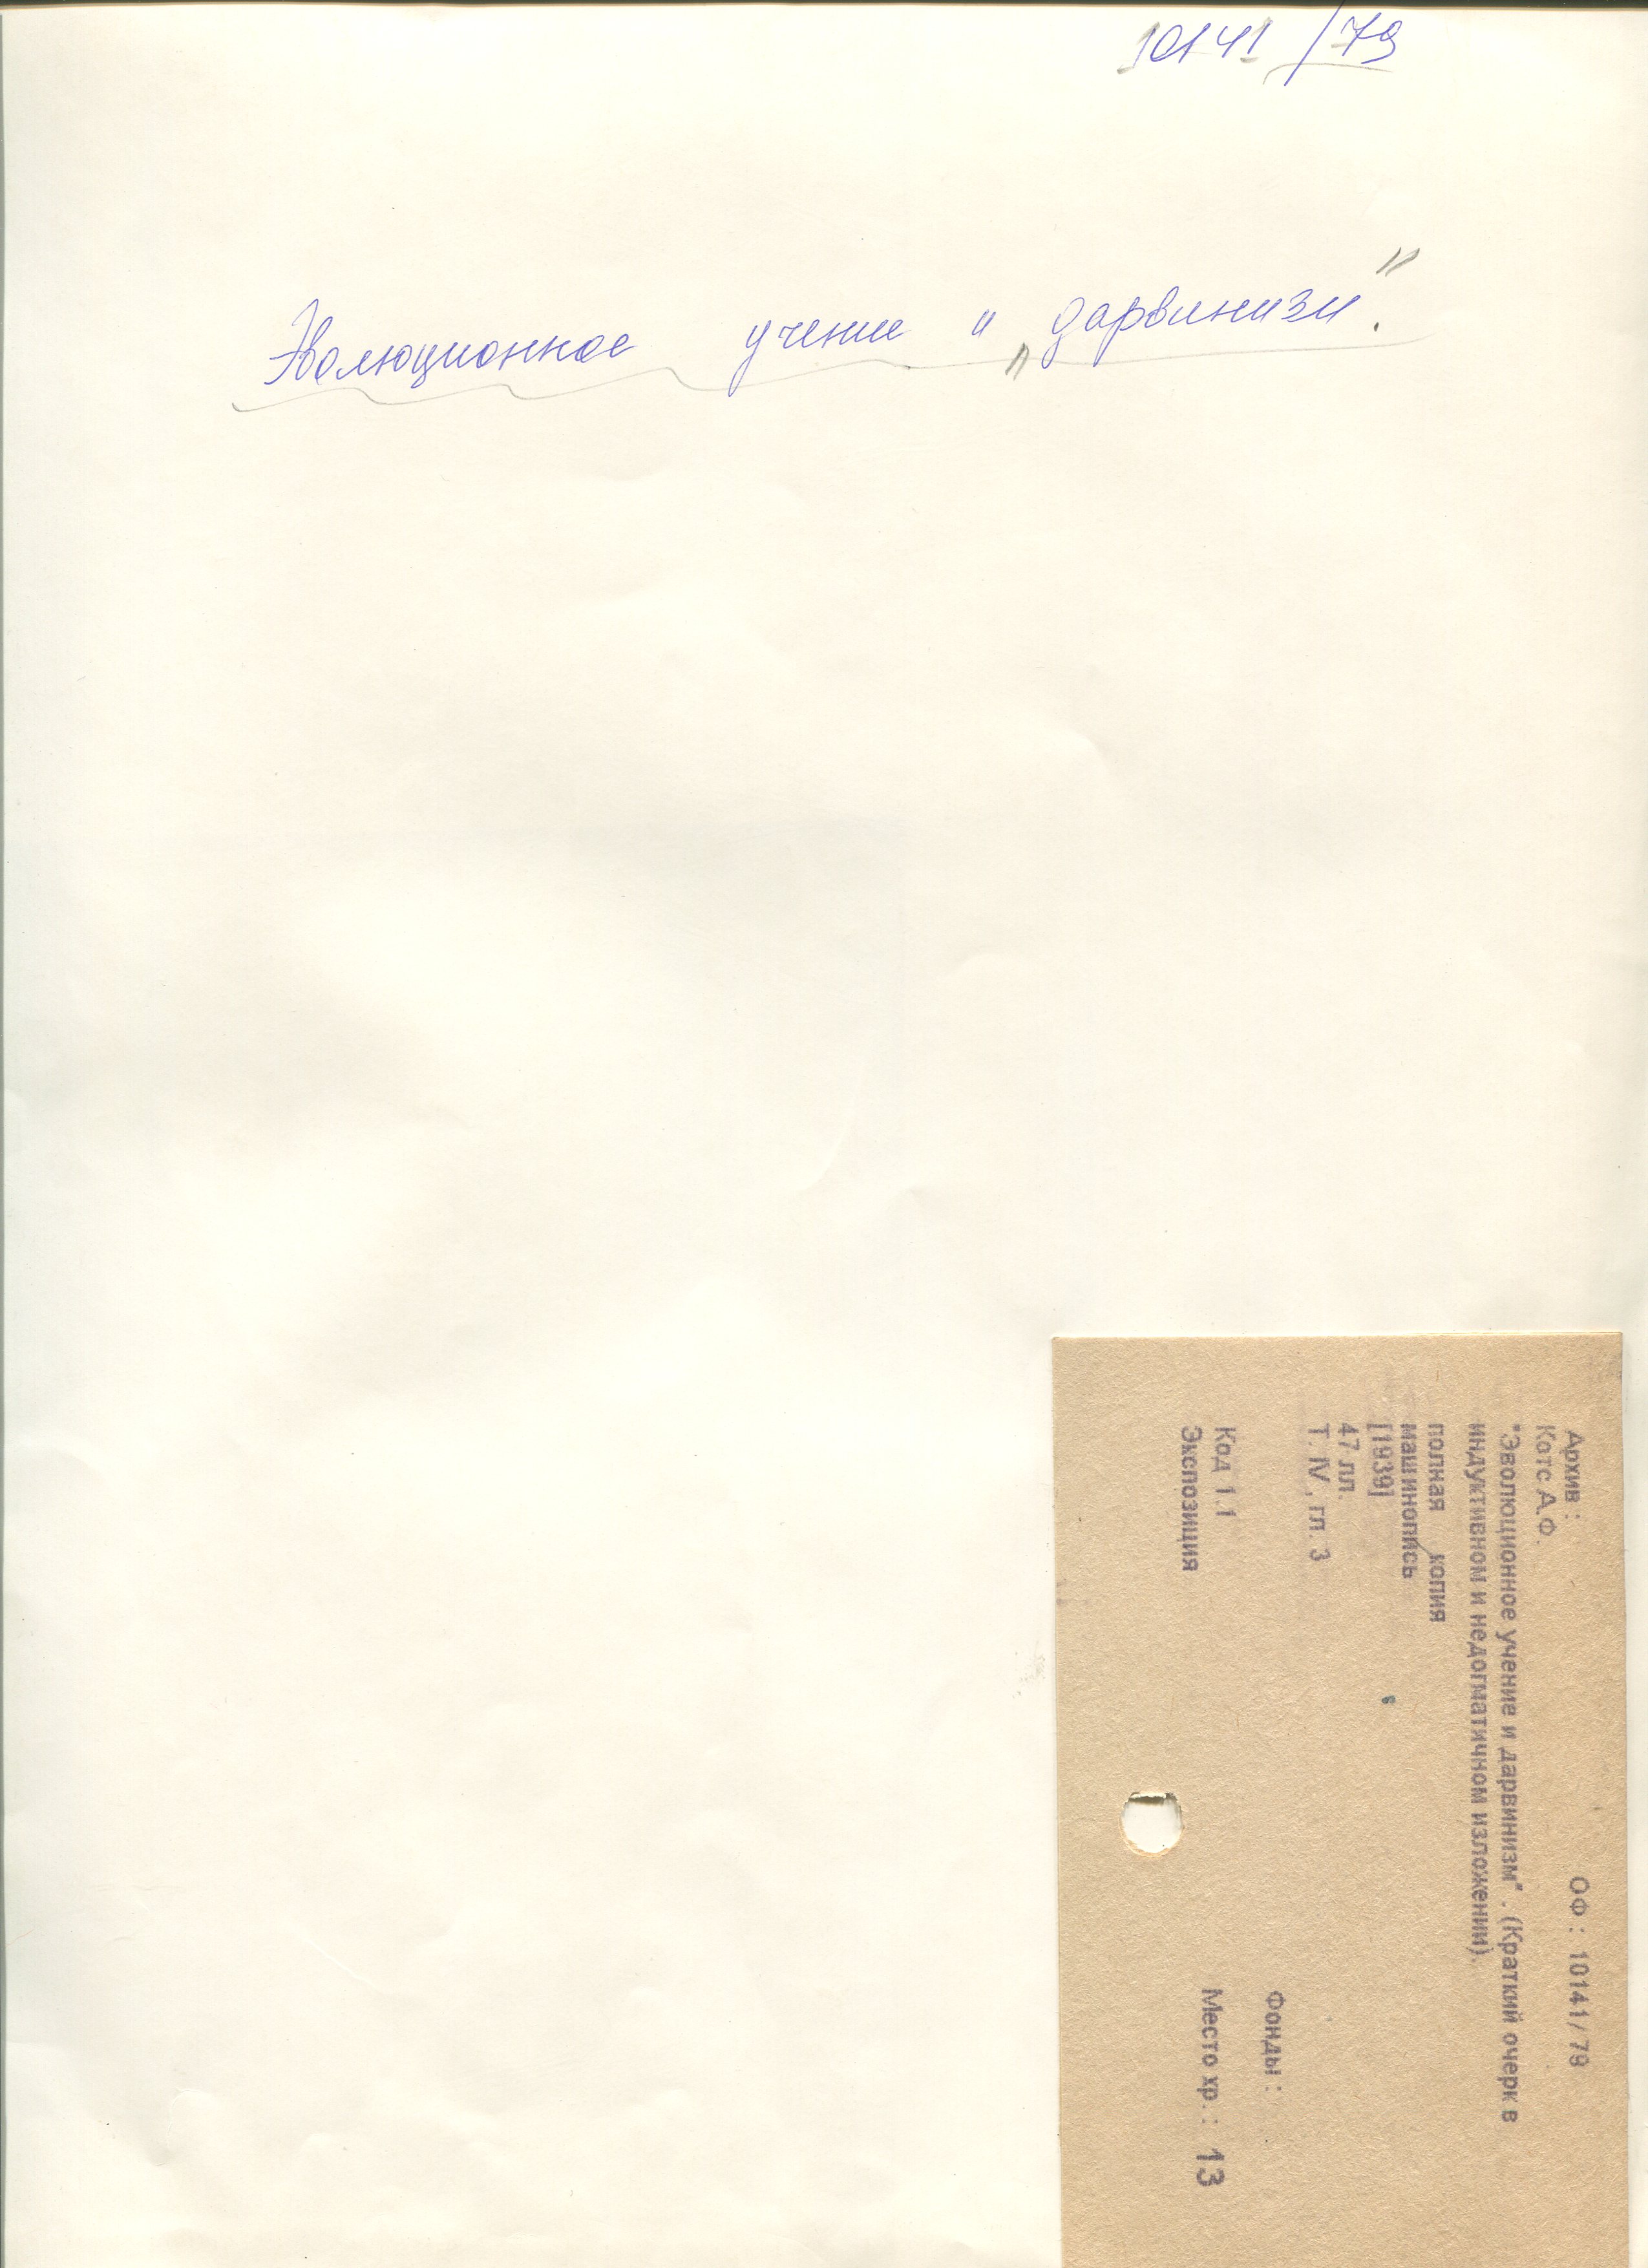 10141/79
Эволюционное учение и „дарвинизм".
Архив: ОФ: 10141/79
Котс А.Ф.
"Эволюционное учение и дарвинизм". (Краткий очерк в
индуктивном и недогматичном изложении).
полная копия
машинопись
[1939]
47 лл.
Т. IV, гл. 3
Фонды:
Код 1.1
Место хр.: 13
Экспозиция